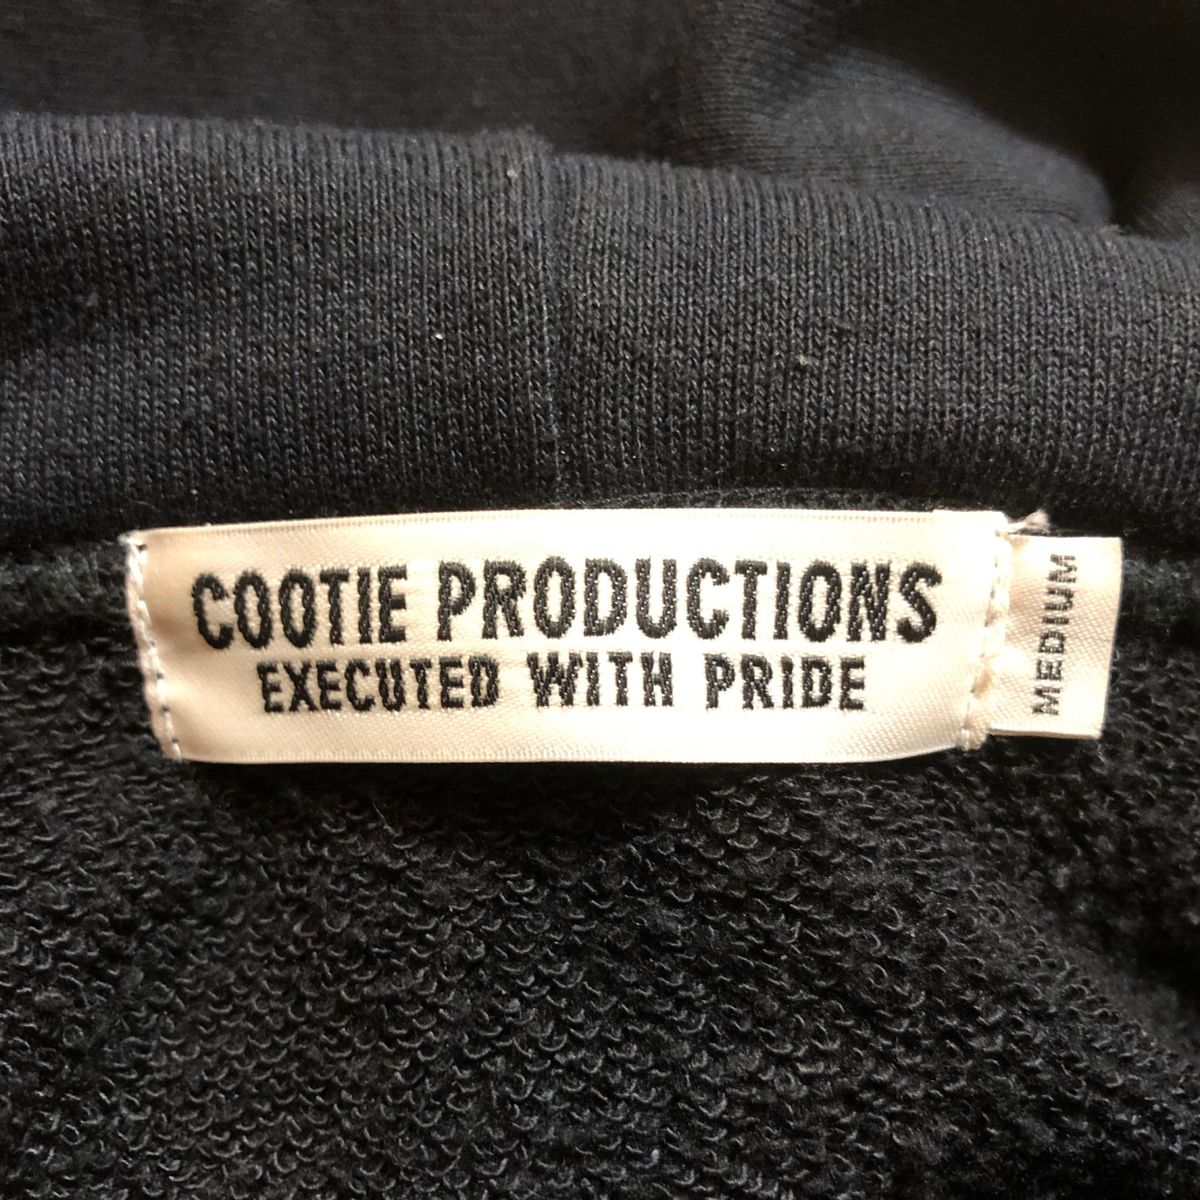 COOTIE PRODUCTIONS
EXECUTED WITH PRIDE
MEDIUM